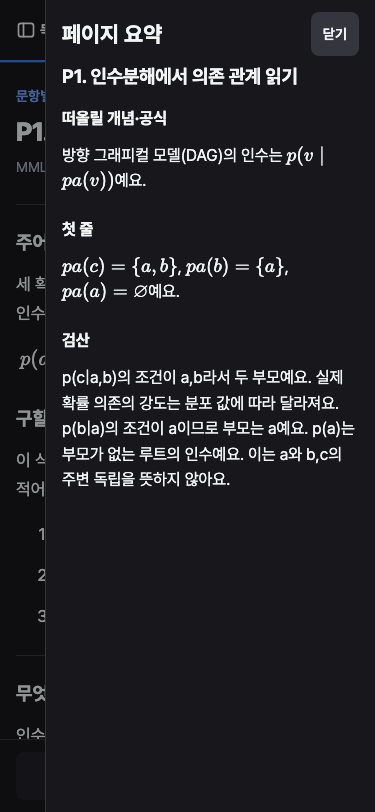 페이지 요약
닫기
P1. 인수분해에서 의존 관계 읽기
떠올릴 개념·공식
방향 그래피컬 모델(DAG)의 인수는 p(v |
pa(v))예요.
첫 줄
pa(c) = {a, b}, pa(b) = {a},
pa(a) = ∅예요.
검산
p(c|a,b)의 조건이 a,b라서 두 부모예요. 실제
확률 의존의 강도는 분포 값에 따라 달라져요.
p(b|a)의 조건이 a이므로 부모는 a예요. p(a)는
부모가 없는 루트의 인수예요. 이는 a와 b,c의
주변 독립을 뜻하지 않아요.
P1.
MML
주어
세
인수
구할
이
적어
1
2
3
무엇